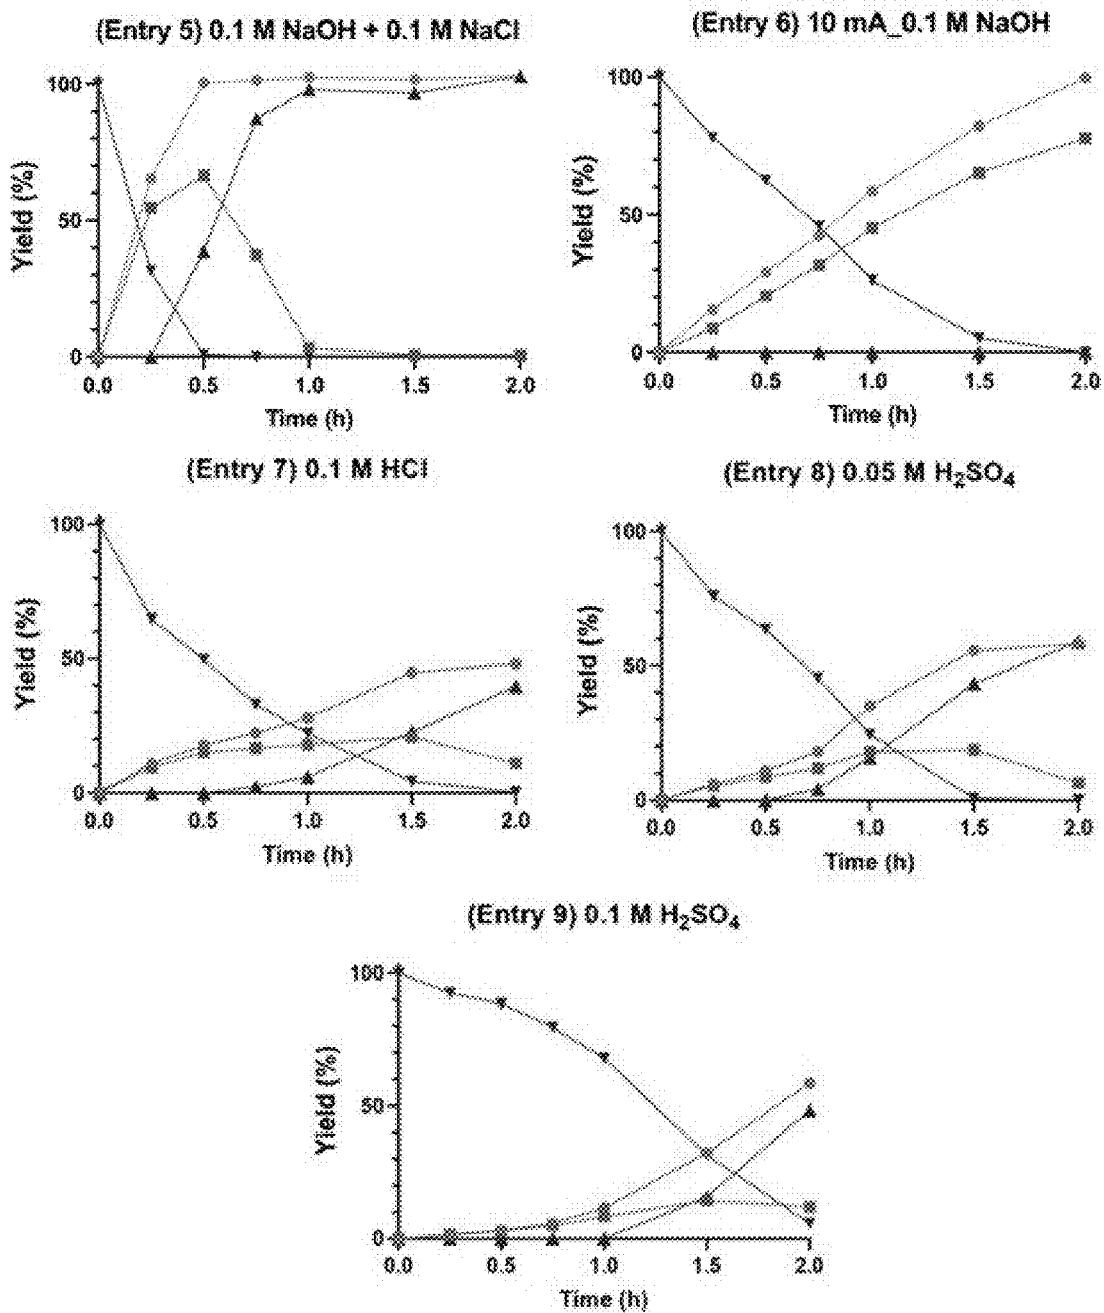 (Entry 5) 0.1 M NaOH + 0.1 M NaCl
100
50
0
Yield (%)
0.0 0.5 1.0 1.5 2.0
Time (h)
(Entry 6) 10 mA_0.1 M NaOH
100
50
0
Yield (%)
0.0 0.5 1.0 1.5 2.0
Time (h)
(Entry 7) 0.1 M HCl
100
50
0
Yield (%)
0.0 0.5 1.0 1.5 2.0
Time (h)
(Entry 8) 0.05 M H₂SO₄
100
50
0
Yield (%)
0.0 0.5 1.0 1.5 2.0
Time (h)
(Entry 9) 0.1 M H₂SO₄
100
50
0
Yield (%)
0.0 0.5 1.0 1.5 2.0
Time (h)